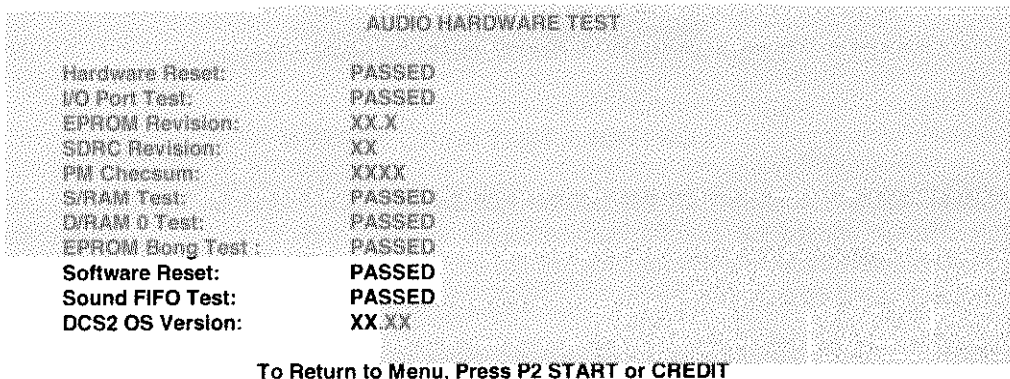 AUDIO HARDWARE TEST
Hardware Reset: PASSED
I/O Port Test: PASSED
EPROM Revision: XX.X
SDRC Revision: XX
PM Checsum: XXXX
S/RAM Test: PASSED
D/RAM 0 Test: PASSED
EPROM Bong Test : PASSED
Software Reset: PASSED
Sound FIFO Test: PASSED
DCS2 OS Version: XX.XX
To Return to Menu, Press P2 START or CREDIT